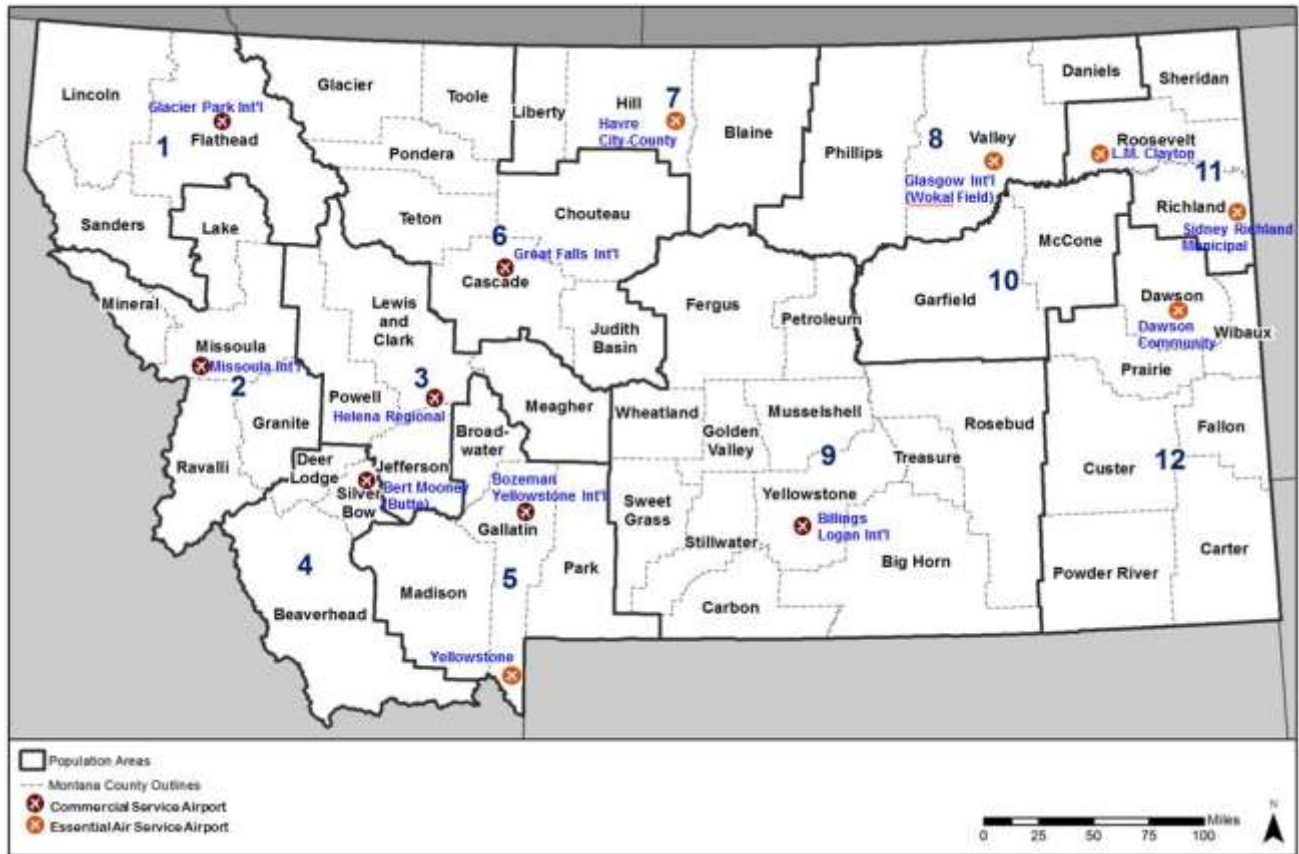 Lincoln
Glacier Park Int'l
Flathead
1
Glacier
Toole
Liberty
Hill
7
Havre
City-County
Blaine
Phillips
8
Valley
Glasgow Int'l
(Wokal Field)
Daniels
Sheridan
Roosevelt
L.M. Clayton
11
Richland
Sidney Richland
Municipal
Pondera
Sanders
Lake
Teton
Chouteau
6
Great Falls Int'l
Cascade
McCone
10
Garfield
Mineral
Lewis
and
Clark
Fergus
Petroleum
Judith
Basin
Dawson
Dawson
Community
Wibaux
Prairie
Missoula
Missoula Int'l
2
3
Powell
Helena Regional
Granite
Ravalli
Meagher
Broad-
water
Wheatland
Golden
Valley
Musselshell
9
Rosebud
Treasure
Fallon
Custer
12
Deer
Lodge
Jefferson
Bert Mooney
(Butte)
Silver
Bow
Bozeman
Yellowstone Int'l
Gallatin
Sweet
Grass
Yellowstone
Billings
Logan Int'l
Stillwater
Big Horn
Carter
Powder River
4
Beaverhead
Madison
5
Park
Carbon
Yellowstone
Population Areas
Montana County Outlines
Commercial Service Airport
Essential Air Service Airport
Miles
0 25 50 75 100
N